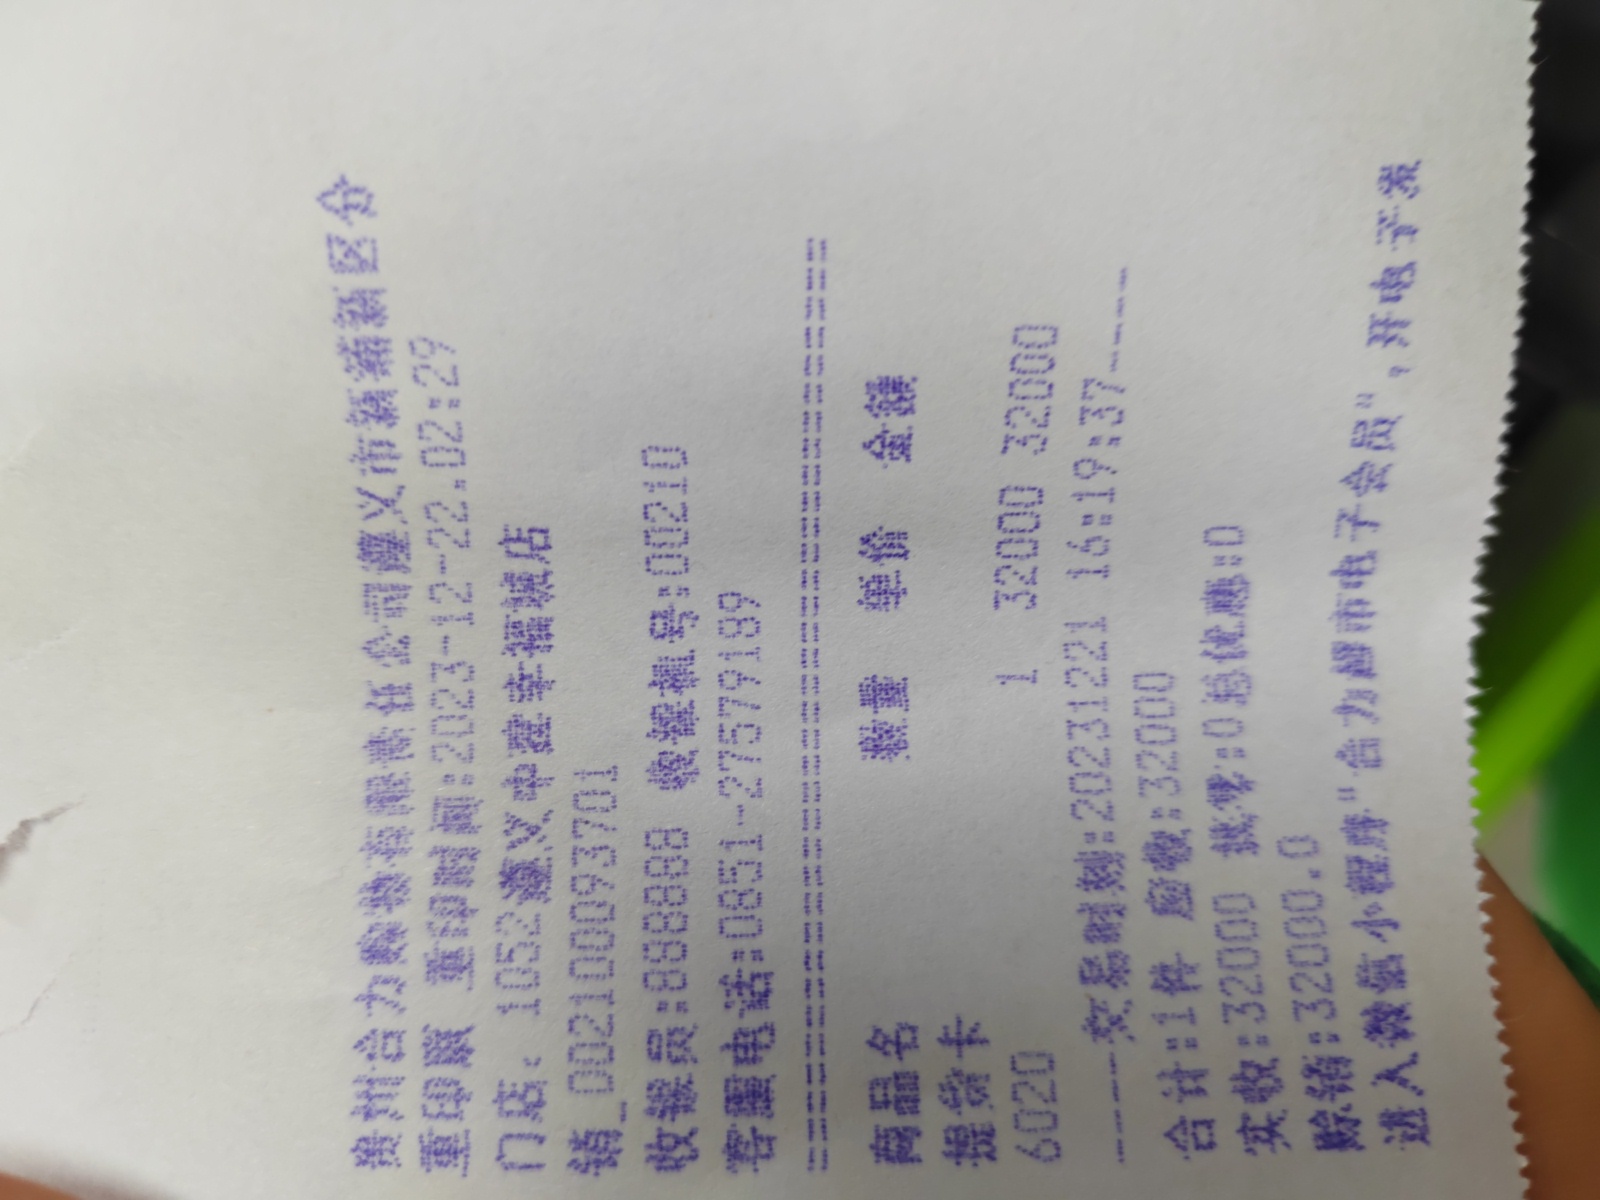 贵州合力购物有限责任公司遵义市新蒲新区分
重印票 重印时间:2023-12-22.02:29
门店: 1052遵义中建幸福城店
销_00210093701
收银员:88888 收银机号:00210
客服电话:0851-27579189
商品名 数量 单价 金额
提货卡
6020 1 32000 32000
------交易时刻:20231221 16:19:37------
合计:1件 应收:32000
实收:32000 找零:0总优惠:0
赊销:32000.0
进入微信小程序"合力超市电子会员",开电子发